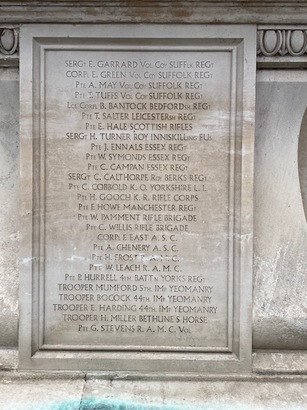 SERGT E. GARRARD VOL COY SUFFLK REGT
CORPL E. GREEN VOL COY SUFFOLK REGT
PTE A. MAY VOL COY SUFFOLK REGT
PTE T. TUFFS VOL COY SUFFOLK REGT
LCE CORPL B. BANTOCK BEDFORDSH REGT
PTE T. SALTER LEICESTERSH REGT
PTE E. HALE SCOTTISH RIFLES
SERGT H. TURNER ROY INNISKILLING FUS
PTE J. ENNALS ESSEX REGT
PTE W. SYMONDS ESSEX REGT
PTE C. CAMPAN ESSEX REGT
SERGT C. CALTHORPE ROY BERKS REGT
PTE C. COBBOLD K. O. YORKSHIRE L. I.
PTE H. GOOCH K. R. RIFLE CORPS
PTE F. HOWE MANCHESTER REGT
PTE W. PAMMENT RIFLE BRIGADE
PTE C. WILLIS RIFLE BRIGADE
CORPL E EAST A. S. C.
PTE A. CHENERY A. S. C.
PTE H. FROST R. A. M. C.
PTE W. LEACH R. A. M. C.
PTE P. HURRELL 4TH BATTN YORKS REGT
TROOPER MUMFORD 5TH IMP YEOMANRY
TROOPER BOCOCK 44TH IMP YEOMANRY
TROOPER E. HARDING 44TH IMP YEOMANRY
TROOPER H. MILLER BETHUNE'S HORSE
PTE G. STEVENS R. A. M. C. VOL